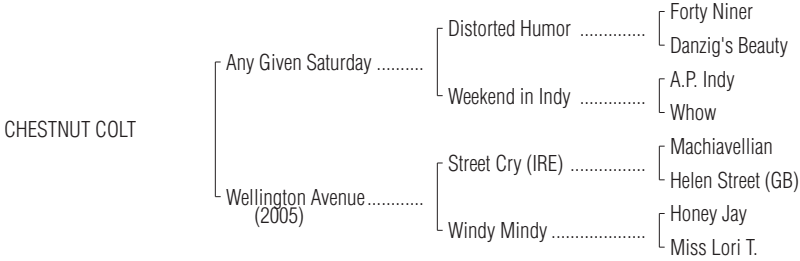 Forty Niner
Distorted Humor ..............
Danzig's Beauty
Any Given Saturday ..........
A.P. Indy
Weekend in Indy ..............
Whow
CHESTNUT COLT
Machiavellian
Street Cry (IRE) ................
Helen Street (GB)
Wellington Avenue ............
(2005)
Honey Jay
Windy Mindy ....................
Miss Lori T.